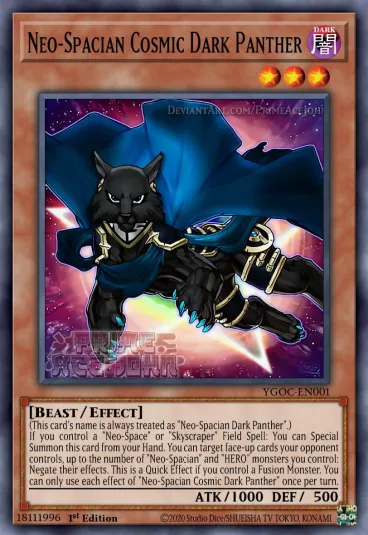 Neo-Spacian Cosmic Dark Panther
DARK
闇
DeviantArt.com/PrimeAceJohn
PRIME
ACEJOHN
YGOC-EN001
[Beast / Effect]
(This card's name is always treated as "Neo-Spacian Dark Panther".)
If you control a "Neo-Space" or "Skyscraper" Field Spell: You can Special
Summon this card from your Hand. You can target face-up cards your opponent
controls, up to the number of "Neo-Spacian" and "HERO" monsters you control:
Negate their effects. This is a Quick Effect if you control a Fusion Monster. You
can only use each effect of "Neo-Spacian Cosmic Dark Panther" once per turn.
ATK/1000 DEF/ 500
18111996 1st Edition ©2020 Studio Dice/SHUEISHA TV TOKYO, KONAMI